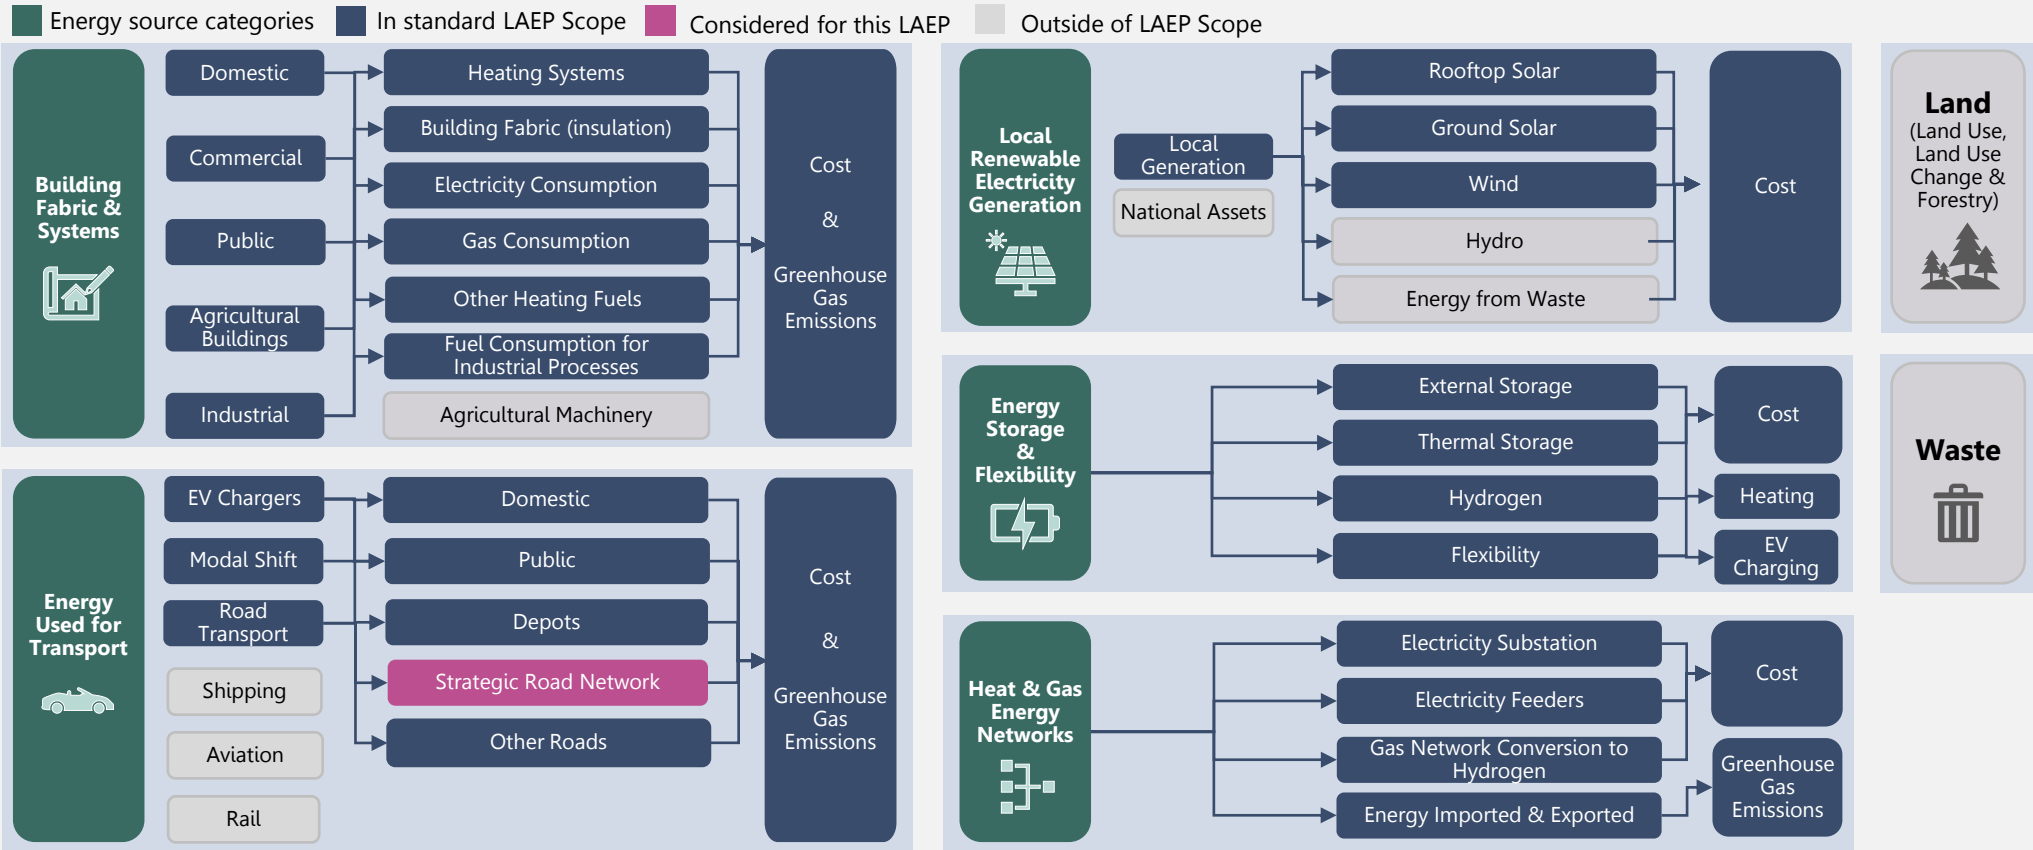 Energy source categories
In standard LAEP Scope
Considered for this LAEP
Outside of LAEP Scope
Building
Fabric &
Systems
Domestic
Commercial
Public
Agricultural
Buildings
Industrial
Heating Systems
Building Fabric (insulation)
Electricity Consumption
Gas Consumption
Other Heating Fuels
Fuel Consumption for
Industrial Processes
Agricultural Machinery
Cost
&
Greenhouse
Gas
Emissions
Energy
Used for
Transport
EV Chargers
Modal Shift
Road
Transport
Shipping
Aviation
Rail
Domestic
Public
Depots
Strategic Road Network
Other Roads
Cost
&
Greenhouse
Gas
Emissions
Local
Renewable
Electricity
Generation
Local
Generation
National Assets
Rooftop Solar
Ground Solar
Wind
Hydro
Energy from Waste
Cost
Energy
Storage
&
Flexibility
External Storage
Thermal Storage
Hydrogen
Flexibility
Cost
Heating
EV
Charging
Heat & Gas
Energy
Networks
Electricity Substation
Electricity Feeders
Gas Network Conversion to
Hydrogen
Energy Imported & Exported
Cost
Greenhouse
Gas
Emissions
Land
(Land Use,
Land Use
Change &
Forestry)
Waste